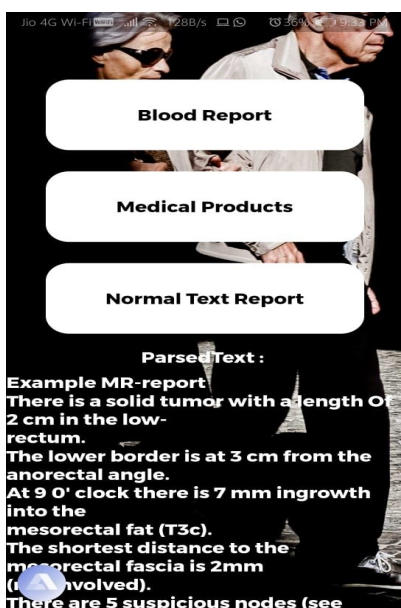 Jio 4G Wi-Fi 128B/s 36% 9:33 PM
Blood Report
Medical Products
Normal Text Report
ParsedText :
Example MR-report
There is a solid tumor with a length Of
2 cm in the low-
rectum.
The lower border is at 3 cm from the
anorectal angle.
At 9 0' clock there is 7 mm ingrowth
into the
mesorectal fat (T3c).
The shortest distance to the
mesorectal fascia is 2mm
nvolved).
There are 5 suspicious nodes (see